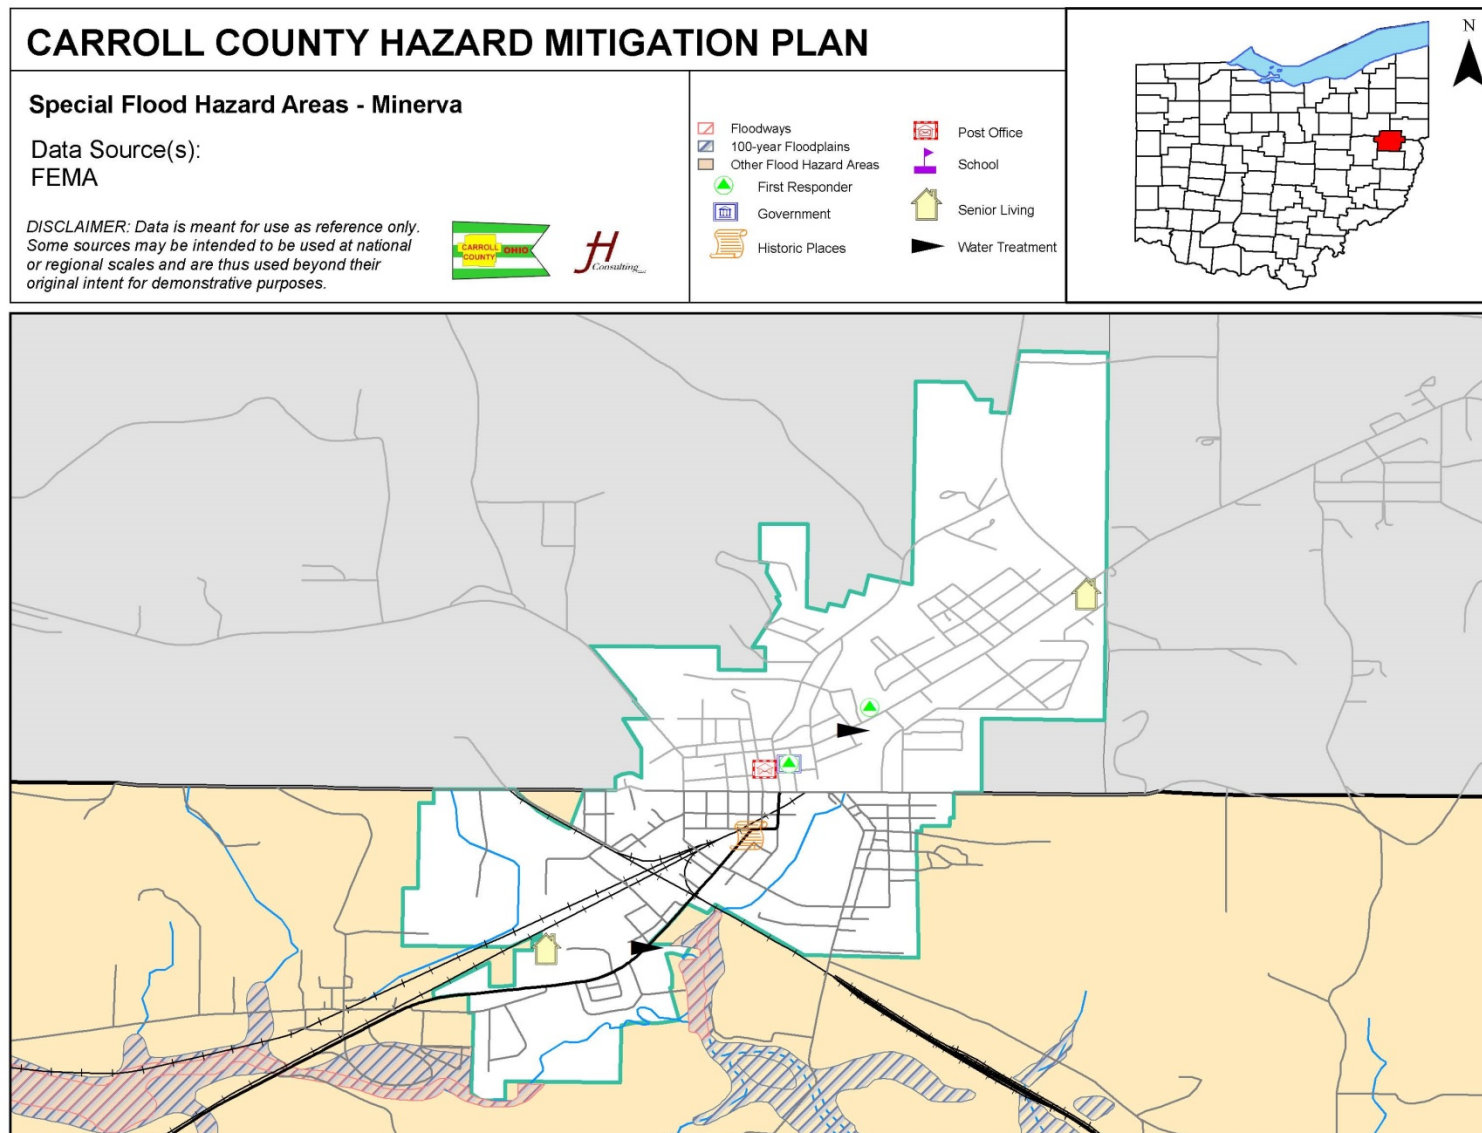 CARROLL COUNTY HAZARD MITIGATION PLAN
Special Flood Hazard Areas - Minerva
Data Source(s):
FEMA
DISCLAIMER: Data is meant for use as reference only.
Some sources may be intended to be used at national
or regional scales and are thus used beyond their
original intent for demonstrative purposes.
CARROLL
COUNTY
OHIO
JH
Consulting
Floodways
100-year Floodplains
Other Flood Hazard Areas
First Responder
Government
Historic Places
Post Office
School
Senior Living
Water Treatment
N